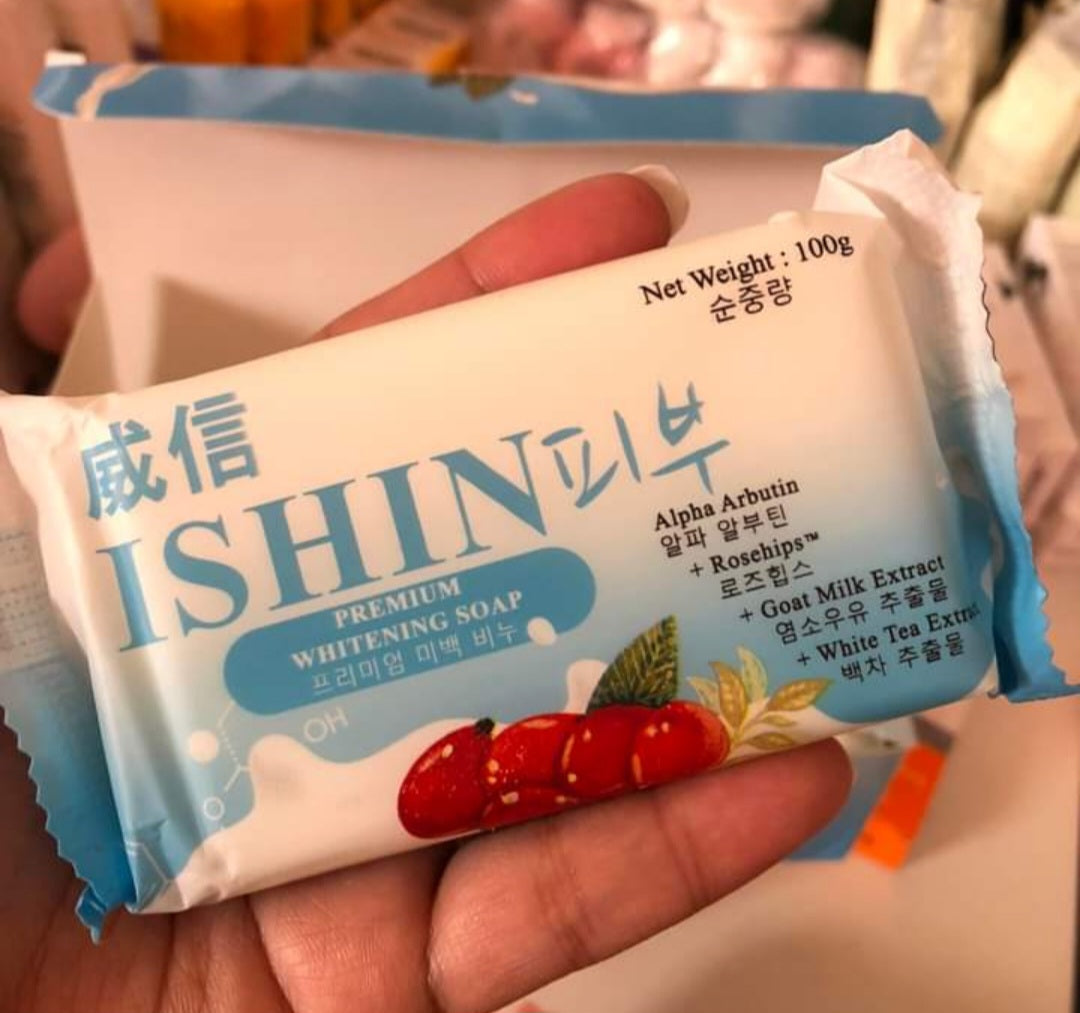 Net Weight : 100g
순중량
威信
ISHIN피부
Alpha Arbutin
알파 알부틴
+ Rosehips™
로즈힙스
+ Goat Milk Extract
염소우유 추출물
+ White Tea Extract
백차 추출물
PREMIUM
WHITENING SOAP
프리미엄 미백 비누
OH